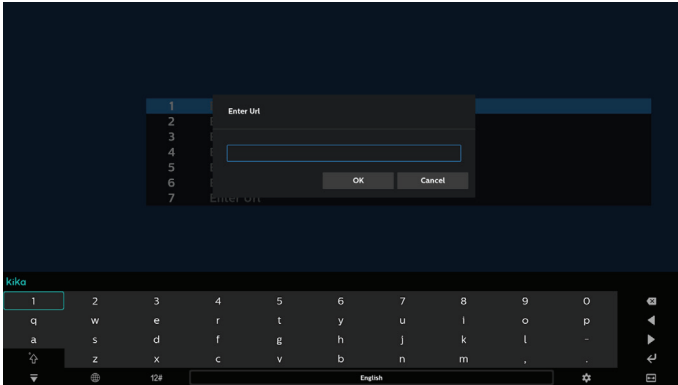 1
Enter Url
2
3
4
5
6
7 Enter Url
OK Cancel
kika
1 2 3 4 5 6 7 8 9 0
q w e r t y u i o p
a s d f g h j k l -
z x c v b n m , .
12# English